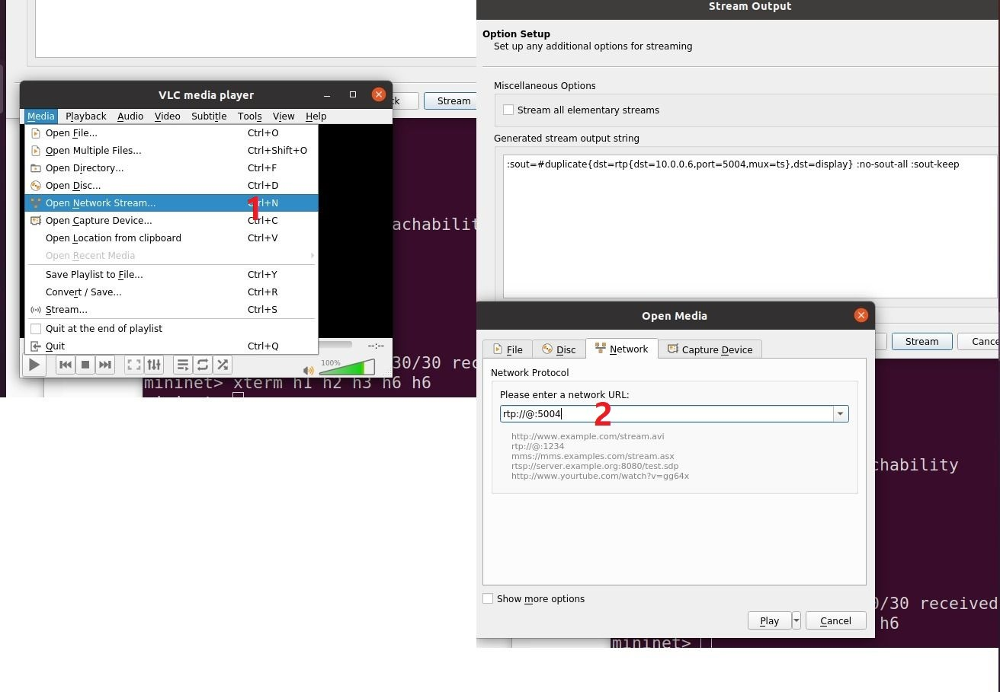 ck
Stream
VLC media player
Media Playback Audio Video Subtitle Tools View Help
Open File... Ctrl+O
Open Multiple Files... Ctrl+Shift+O
Open Directory... Ctrl+F
Open Disc... Ctrl+D
Open Network Stream... Ctrl+N
1
Open Capture Device... Ctrl+C
Open Location from clipboard Ctrl+V
Open Recent Media
Save Playlist to File... Ctrl+Y
Convert / Save... Ctrl+R
Stream... Ctrl+S
Quit at the end of playlist
Quit Ctrl+Q
--:--
100%
achabilit
30/30 rec
mininet> xterm h1 h2 h3 h6 h6
Stream Output
Option Setup
Set up any additional options for streaming
Miscellaneous Options
Stream all elementary streams
Generated stream output string
:sout=#duplicate{dst=rtp{dst=10.0.0.6,port=5004,mux=ts},dst=display} :no-sout-all :sout-keep
Stream
Cance
Open Media
File Disc Network Capture Device
Network Protocol
Please enter a network URL:
rtp://@:5004
2
http://www.example.com/stream.avi
rtp://@:1234
mms://mms.examples.com/stream.asx
rtsp://server.example.org:8080/test.sdp
http://www.yourtube.com/watch?v=gg64x
Show more options
Play Cancel
chability
0/30 received
h6
mininet>